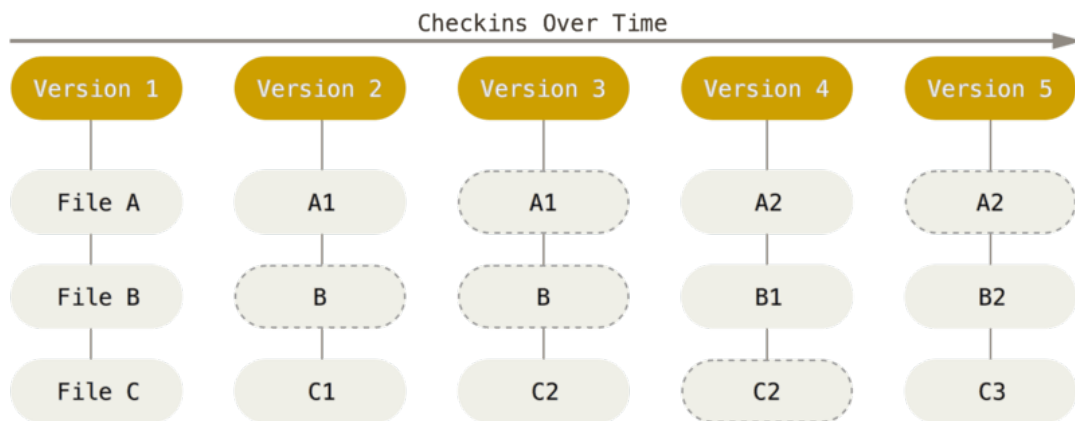 Checkins Over Time
Version 1 Version 2 Version 3 Version 4 Version 5
File A A1 A1 A2 A2
File B B B B1 B2
File C C1 C2 C2 C3